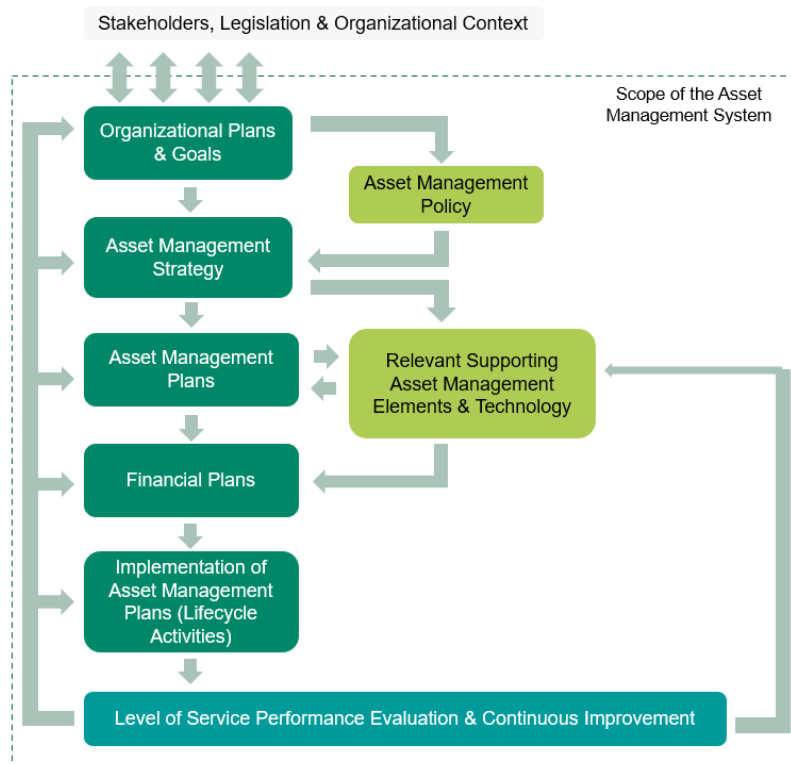 Stakeholders, Legislation & Organizational Context
Scope of the Asset
Management System
Organizational Plans
& Goals
Asset Management
Policy
Asset Management
Strategy
Asset Management
Plans
Relevant Supporting
Asset Management
Elements & Technology
Financial Plans
Implementation of
Asset Management
Plans (Lifecycle
Activities)
Level of Service Performance Evaluation & Continuous Improvement